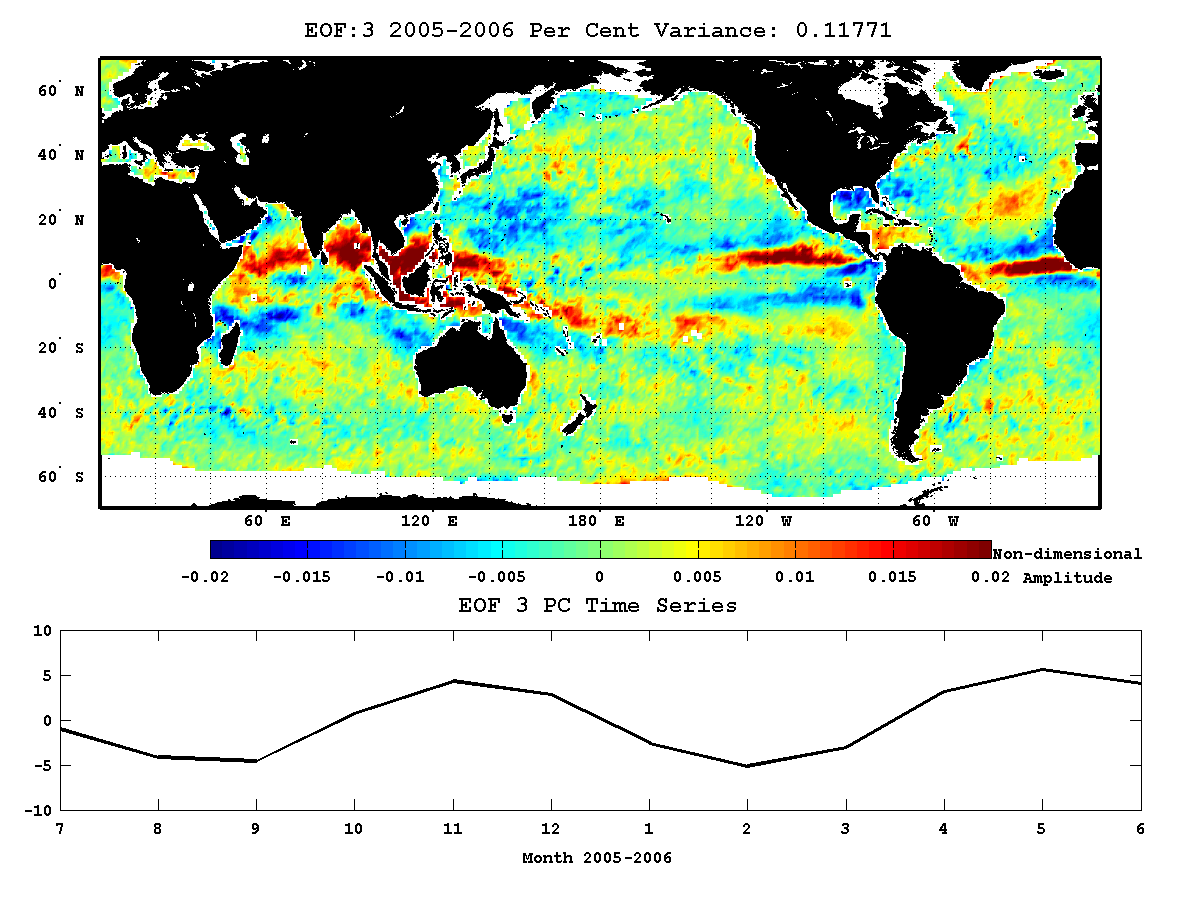 EOF:3 2005-2006 Per Cent Variance: 0.11771
60° N
40° N
20° N
0°
20° S
40° S
60° S
60 E 120 E 180 E 120 W 60 W
Non-dimensional
-0.02 -0.015 -0.01 -0.005 0 0.005 0.01 0.015 0.02 Amplitude
EOF 3 PC Time Series
10
5
0
-5
-10
7 8 9 10 11 12 1 2 3 4 5 6
Month 2005-2006